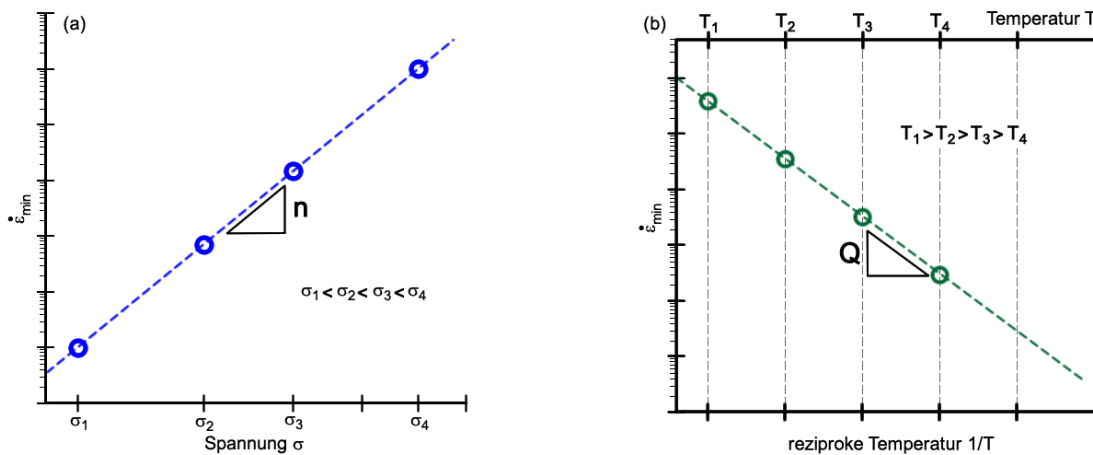 (a)
ε̇min
n
σ1 < σ2 < σ3 < σ4
σ1 σ2 σ3 σ4
Spannung σ
(b)
T1 T2 T3 T4 Temperatur T
ε̇min
T1 > T2 > T3 > T4
Q
reziproke Temperatur 1/T